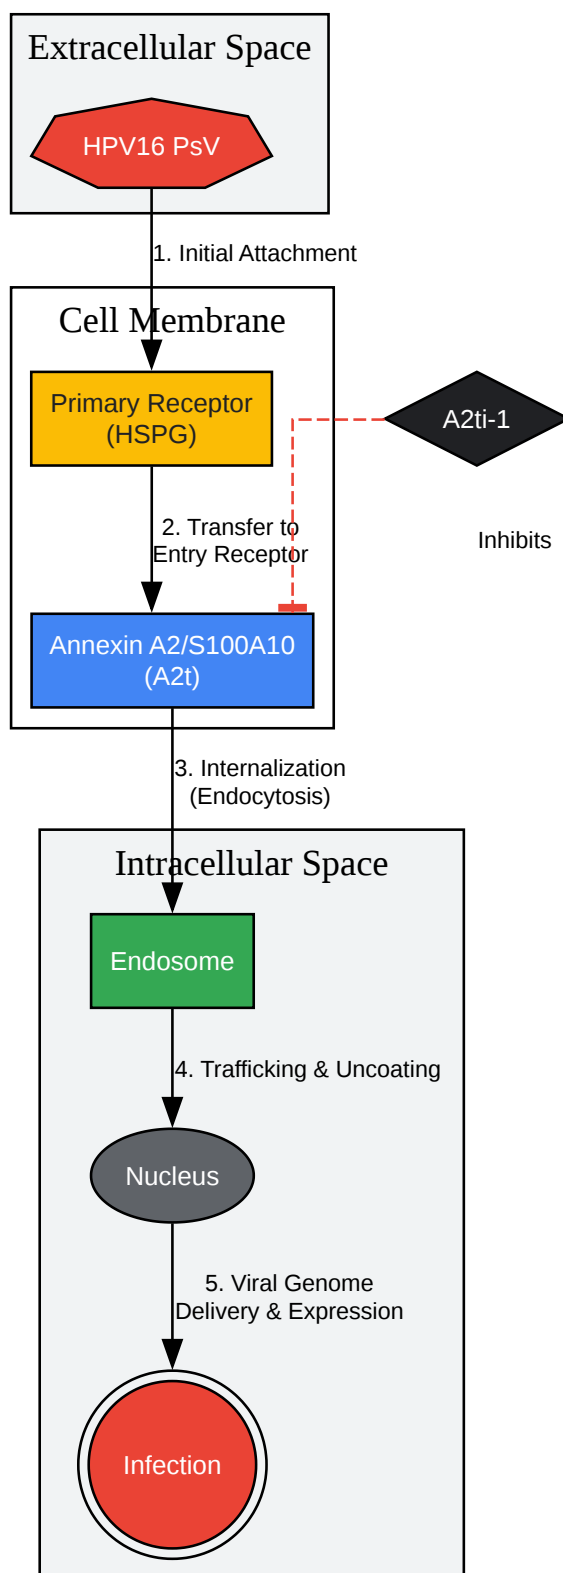 Extracellular Space
HPV16 PsV
1. Initial Attachment
Cell Membrane
Primary Receptor
(HSPG)
A2ti-1
2. Transfer to
Entry Receptor
Inhibits
Annexin A2/S100A10
(A2t)
3. Internalization
(Endocytosis)
Intracellular Space
Endosome
4. Trafficking & Uncoating
Nucleus
5. Viral Genome
Delivery & Expression
Infection